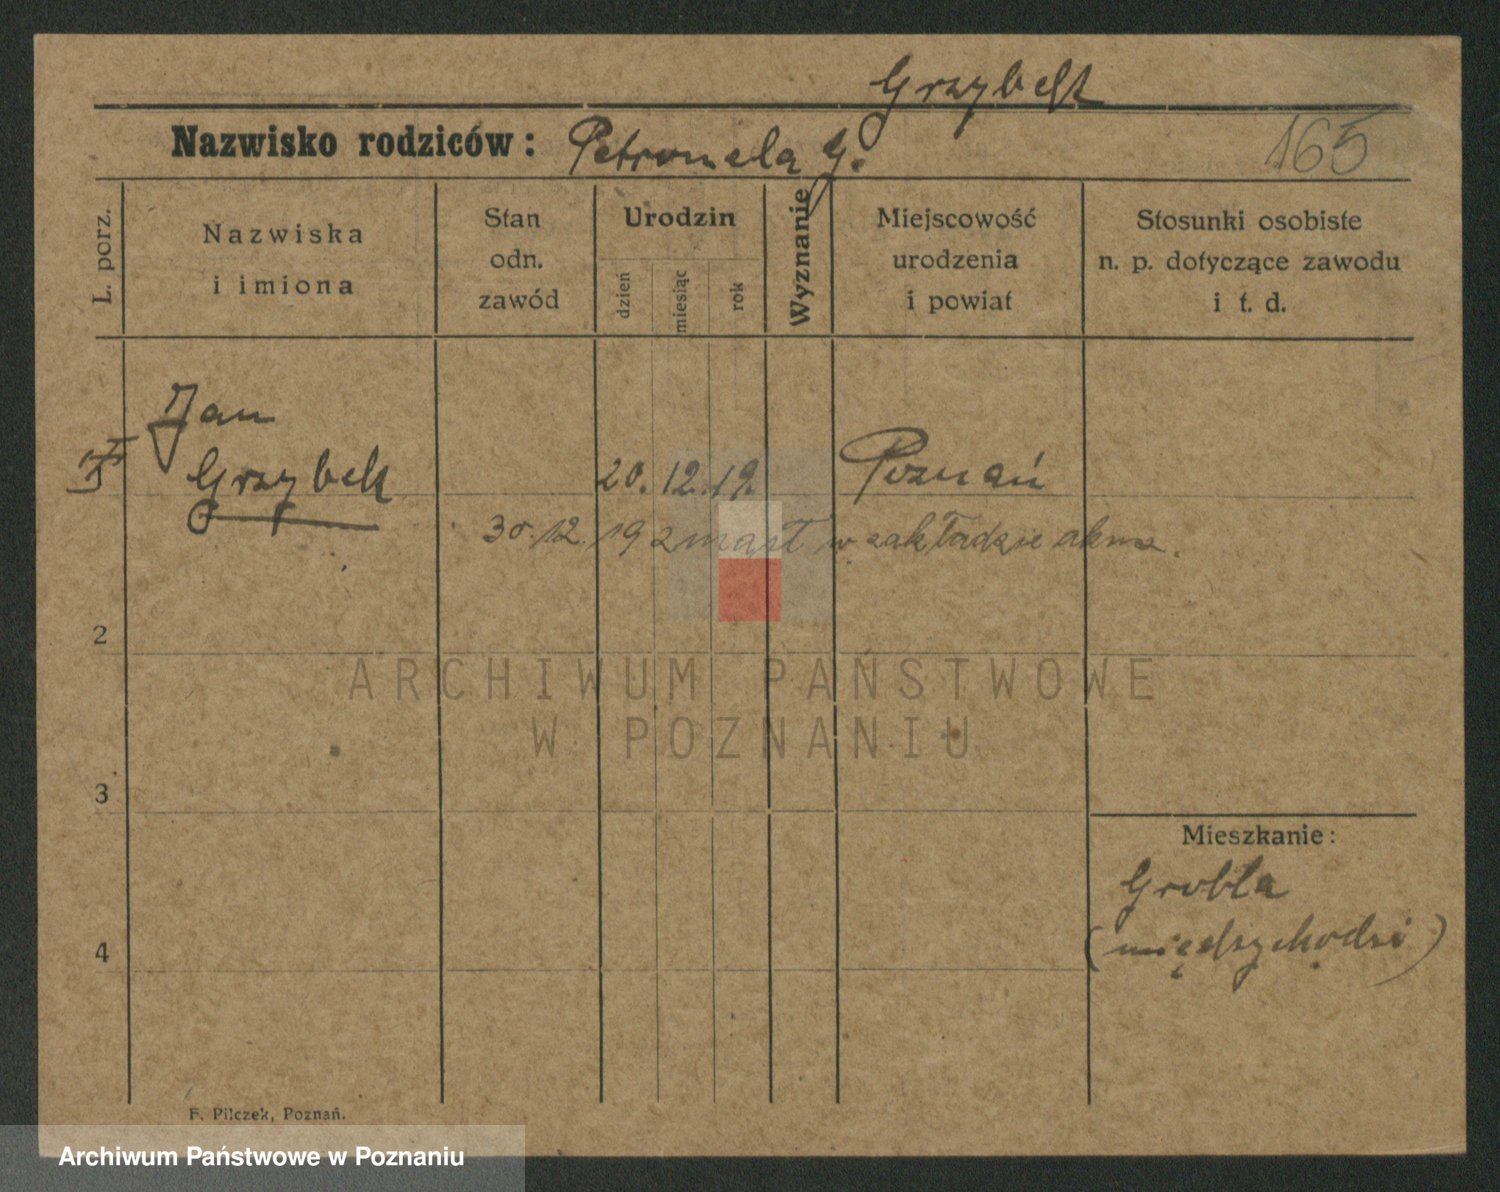 Grzybek
Nazwisko rodziców: Petronela G.
165
L. porz.
Nazwiska
i imiona
Stan
odn.
zawód
Urodzin
dzień
miesiąc
rok
Wyznanie
Miejscowość
urodzenia
i powiat
Stosunki osobiste
n. p. dotyczące zawodu
i t. d.
Jan
Grzybek
20. 12. 19
Poznań
30. 12. 19 zmarł w zakładzie
2
ARCHIWUM PAŃSTWOWE
W POZNANIU
3
Mieszkanie:
Grobla
4
F. Pilczek, Poznań.
Archiwum Państwowe w Poznaniu